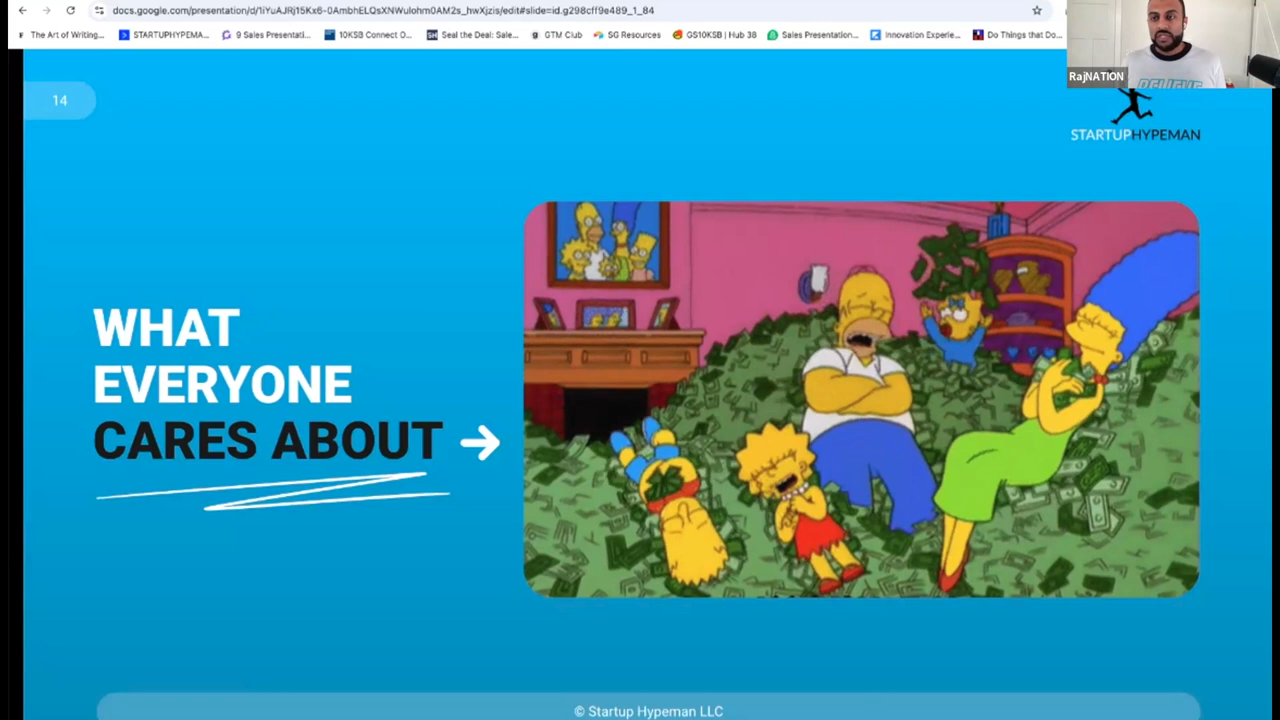 docs.google.com/presentation/d/1iYuAJRj15Kx6-0AmbhELQsXNWulohm0AM2s_hwXjzis/edit#slide=id.g298cff9e489_1_84
The Art of Writing... STARTUPHYPEMA... 9 Sales Presentati... 10KSB Connect O... Seal the Deal: Sale... GTM Club SG Resources GS10KSB | Hub 38 Sales Presentation... Innovation Experie... Do Things that Do...
RajNATION
BELIEVE
14
STARTUPHYPEMAN
WHAT
EVERYONE
CARES ABOUT
© Startup Hypeman LLC